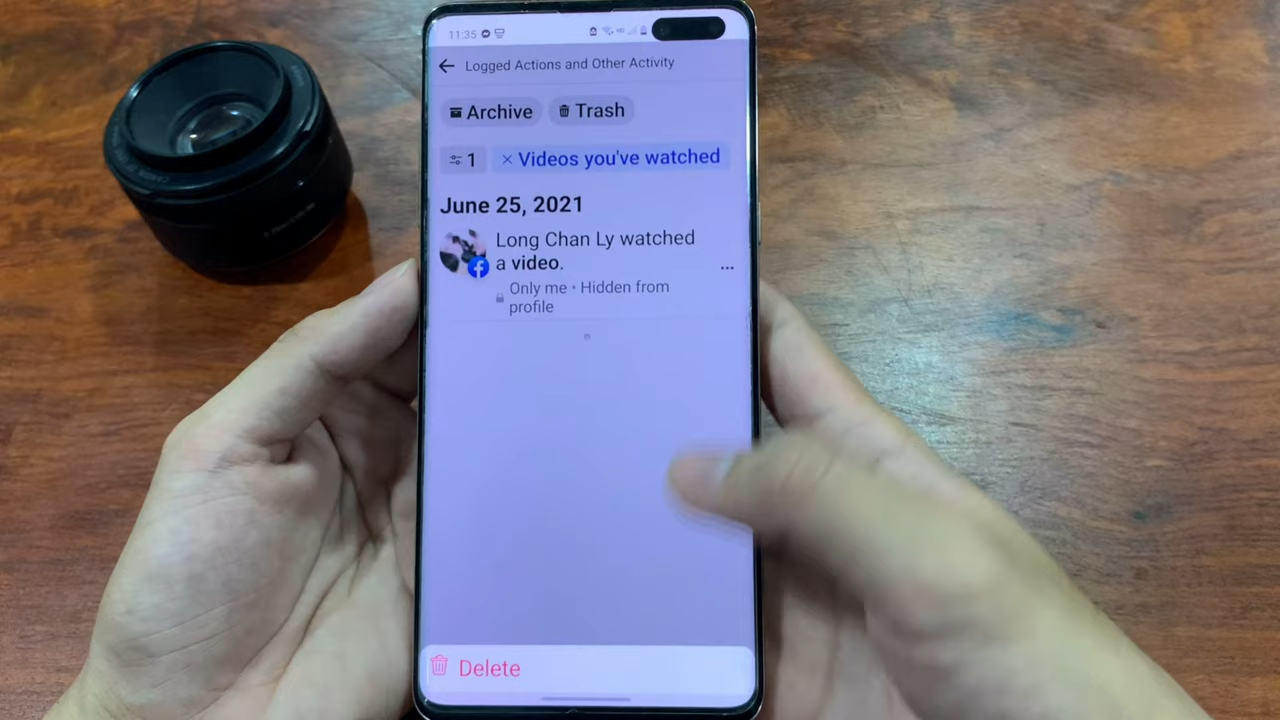 11:35
Logged Actions and Other Activity
Archive
Trash
1
× Videos you've watched
June 25, 2021
Long Chan Ly watched
a video.
Only me • Hidden from
profile
...
Delete